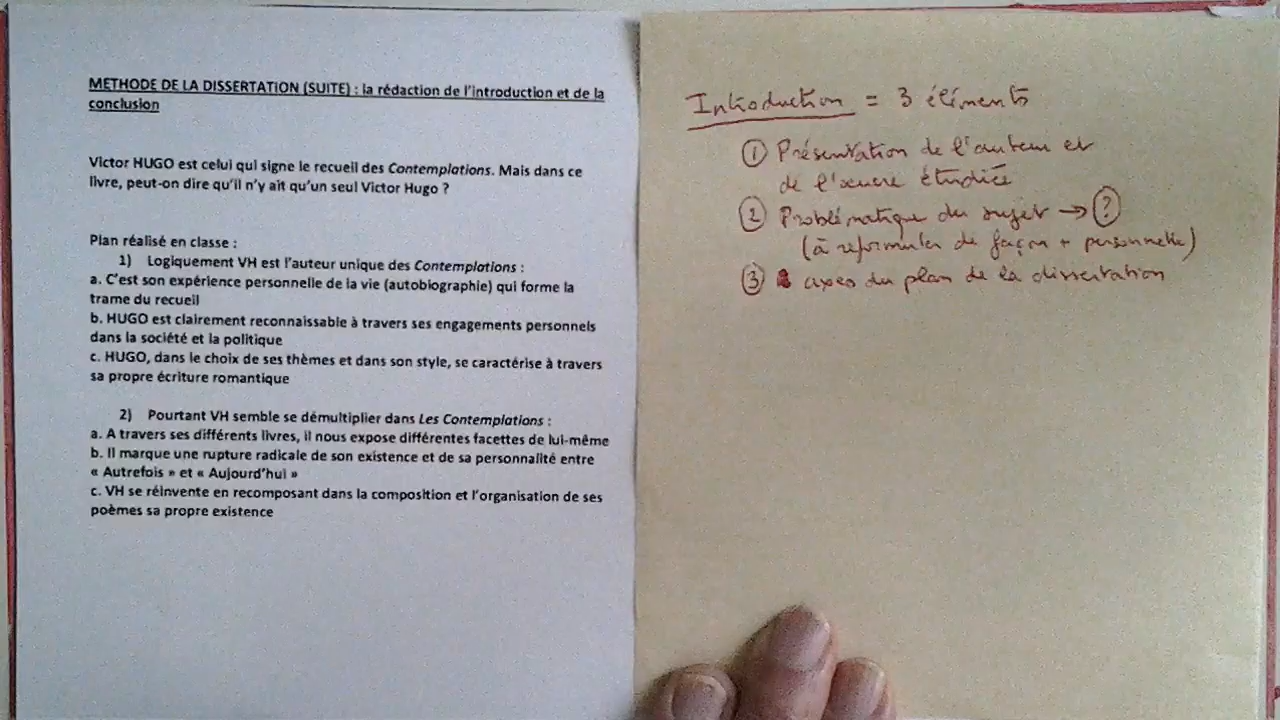 METHODE DE LA DISSERTATION (SUITE) : la rédaction de l'introduction et de la
conclusion
Victor HUGO est celui qui signe le recueil des Contemplations. Mais dans ce
livre, peut-on dire qu'il n'y ait qu'un seul Victor Hugo ?
Plan réalisé en classe :
1) Logiquement VH est l'auteur unique des Contemplations :
a. C'est son expérience personnelle de la vie (autobiographie) qui forme la
trame du recueil
b. HUGO est clairement reconnaissable à travers ses engagements personnels
dans la société et la politique
c. HUGO, dans le choix de ses thèmes et dans son style, se caractérise à travers
sa propre écriture romantique
2) Pourtant VH semble se démultiplier dans Les Contemplations :
a. A travers ses différents livres, il nous expose différentes facettes de lui-même
b. Il marque une rupture radicale de son existence et de sa personnalité entre
« Autrefois » et « Aujourd'hui »
c. VH se réinvente en recomposant dans la composition et l'organisation de ses
poèmes sa propre existence
Introduction = 3 éléments
① Présentation de l'auteur et
de l'œuvre étudiée
② Problématique du sujet → ?
(à reformuler de façon + personnelle)
③ axes du plan de la dissertation